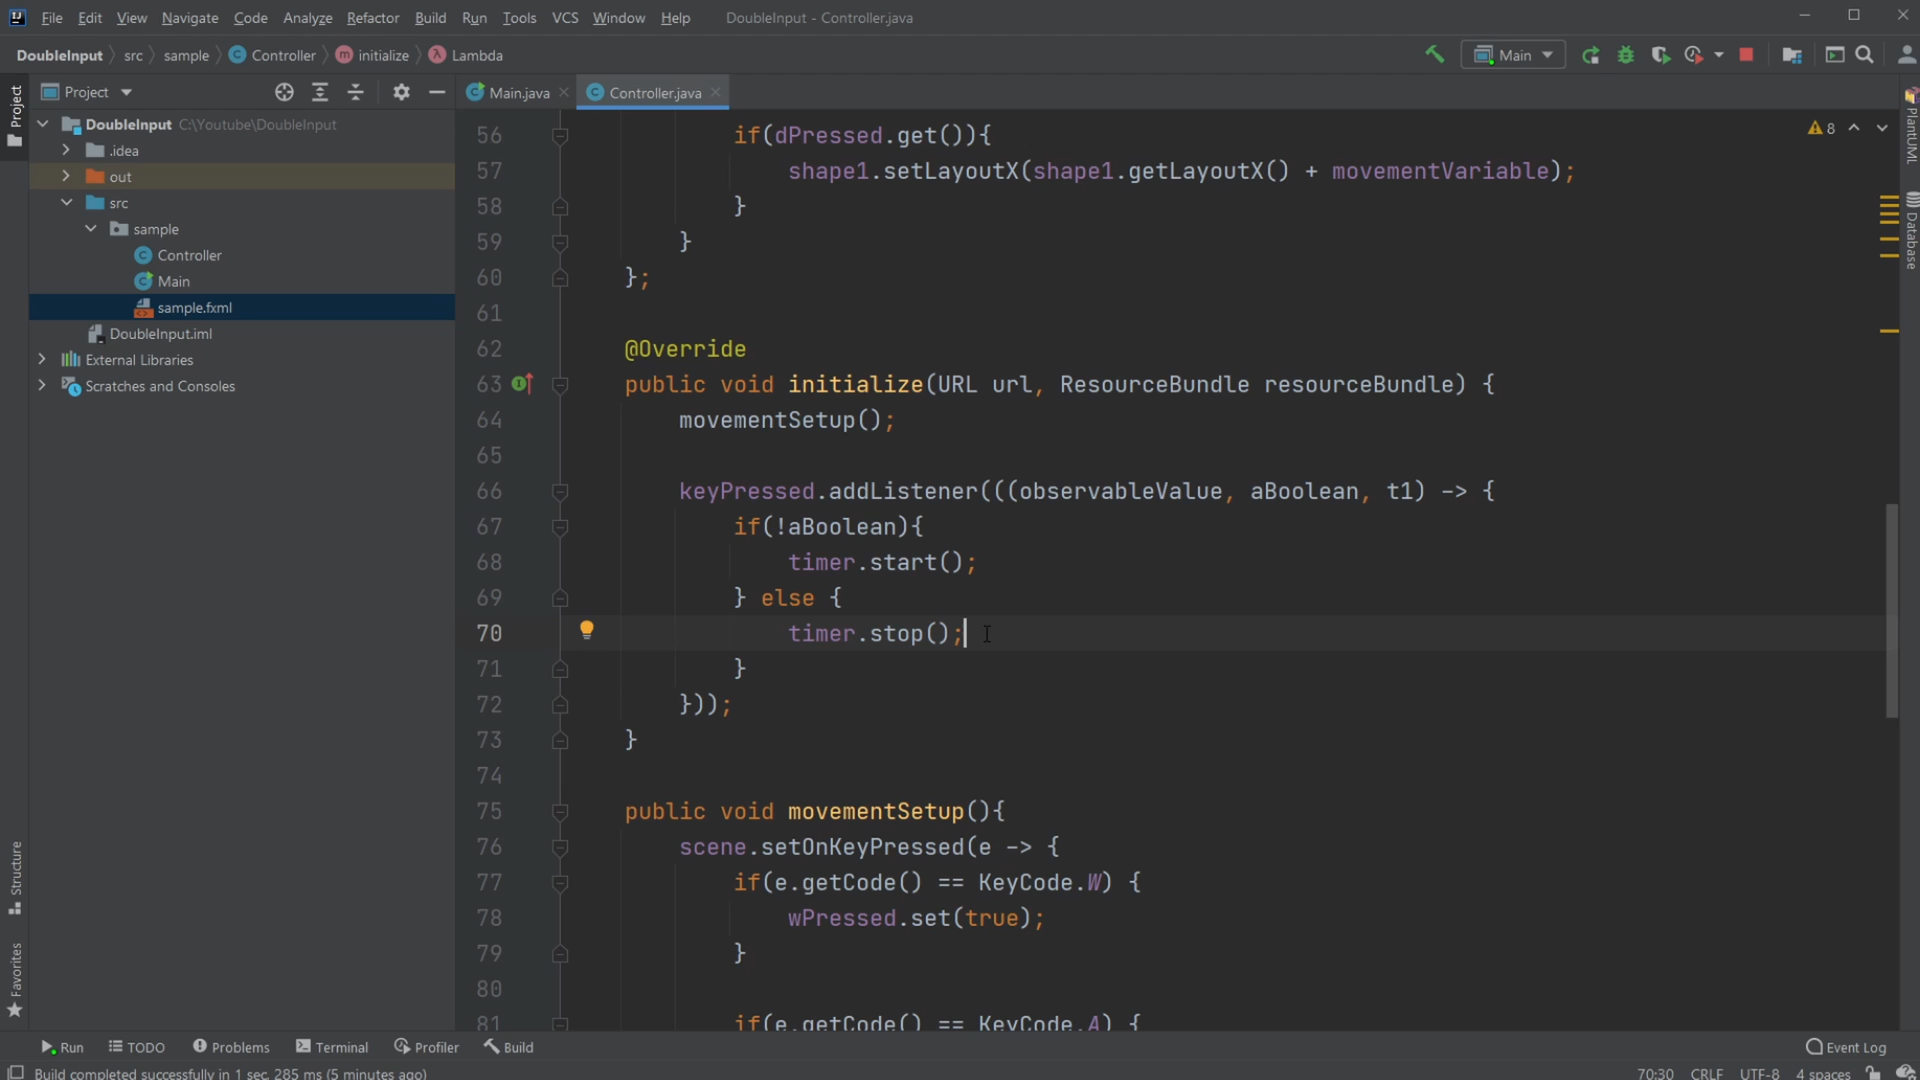 File Edit View Navigate Code Analyze Refactor Build Run Tools VCS Window Help DoubleInput - Controller.java
DoubleInput src sample Controller initialize Lambda Main
Project Main.java Controller.java
DoubleInput C:\Youtube\DoubleInput
.idea
out
src
sample
Controller
Main
sample.fxml
DoubleInput.iml
External Libraries
Scratches and Consoles
Project
Structure
Favorites
8
56 if(dPressed.get()){
57 shape1.setLayoutX(shape1.getLayoutX() + movementVariable);
58 }
59 }
60 };
61
62 @Override
63 public void initialize(URL url, ResourceBundle resourceBundle) {
64 movementSetup();
65
66 keyPressed.addListener(((observableValue, aBoolean, t1) -> {
67 if(!aBoolean){
68 timer.start();
69 } else {
70 timer.stop();
71 }
72 }));
73 }
74
75 public void movementSetup(){
76 scene.setOnKeyPressed(e -> {
77 if(e.getCode() == KeyCode.W) {
78 wPressed.set(true);
79 }
80
81 if(e.getCode() == KeyCode.A) {
PlantUML
Database
Run TODO Problems Terminal Profiler Build Event Log
Build completed successfully in 1 sec, 285 ms (5 minutes ago) 70:30 CRLF UTF-8 4 spaces